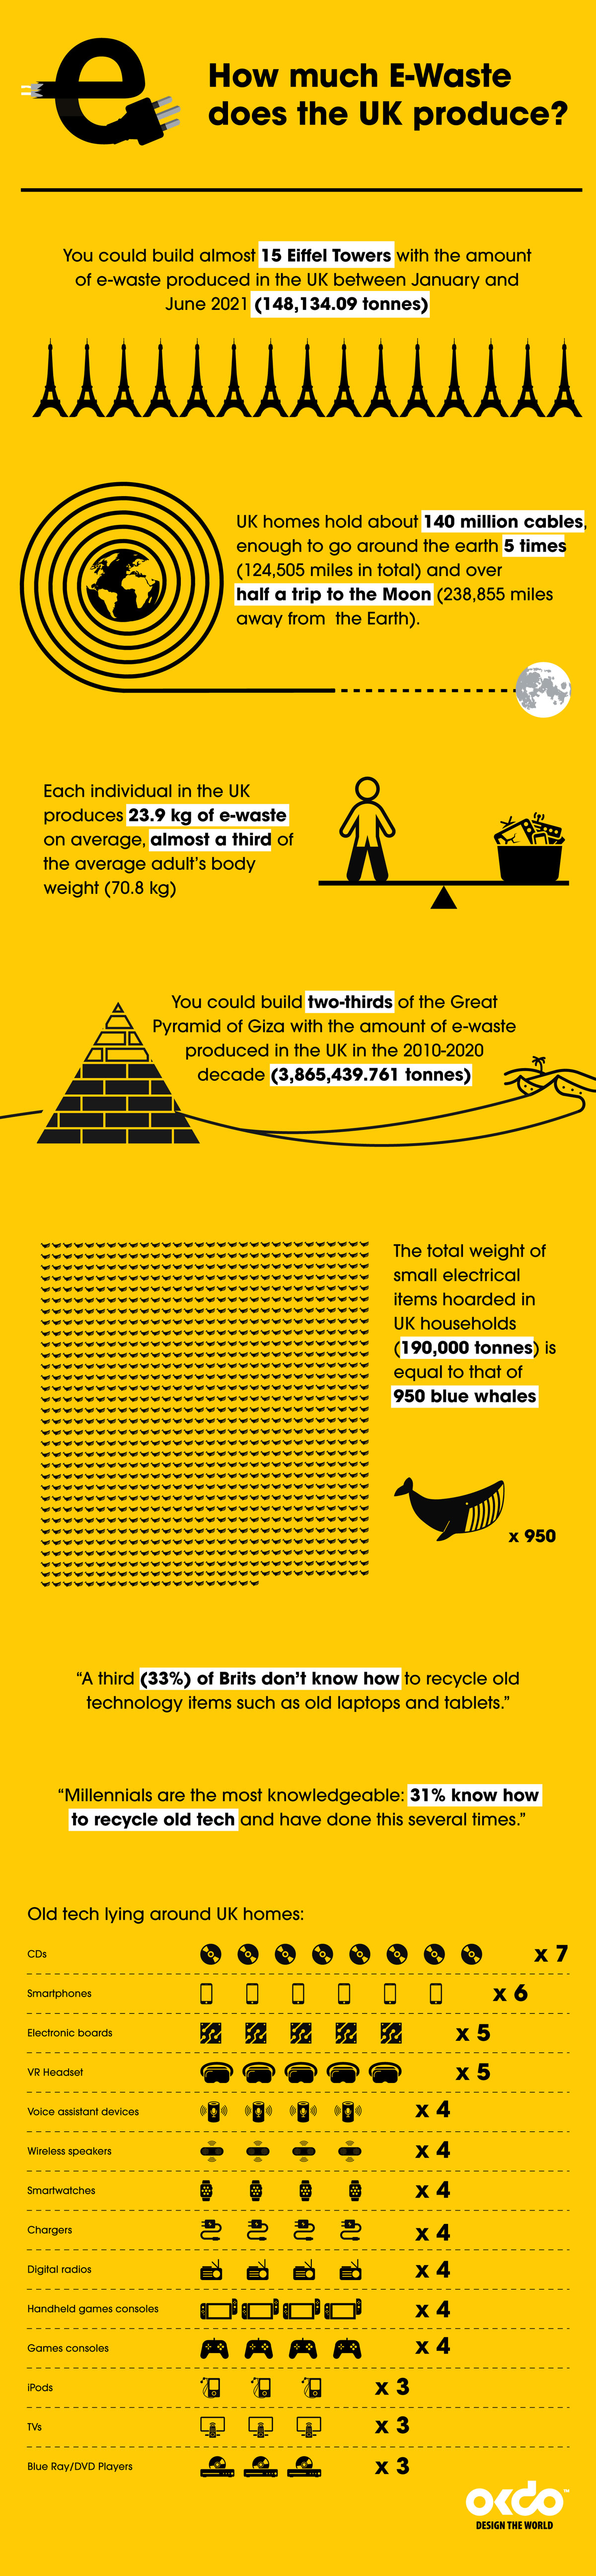 How much E-Waste
does the UK produce?
You could build almost 15 Eiffel Towers with the amount
of e-waste produced in the UK between January and
June 2021 (148,134.09 tonnes)
UK homes hold about 140 million cables,
enough to go around the earth 5 times
(124,505 miles in total) and over
half a trip to the Moon (238,855 miles
away from the Earth).
Each individual in the UK
produces 23.9 kg of e-waste
on average, almost a third of
the average adult's body
weight (70.8 kg)
You could build two-thirds of the Great
Pyramid of Giza with the amount of e-waste
produced in the UK in the 2010-2020
decade (3,865,439.761 tonnes)
The total weight of
small electrical
items hoarded in
UK households
(190,000 tonnes) is
equal to that of
950 blue whales
x 950
“A third (33%) of Brits don't know how to recycle old
technology items such as old laptops and tablets.”
“Millennials are the most knowledgeable: 31% know how
to recycle old tech and have done this several times.”
Old tech lying around UK homes:
CDs x 7
Smartphones x 6
Electronic boards x 5
VR Headset x 5
Voice assistant devices x 4
Wireless speakers x 4
Smartwatches x 4
Chargers x 4
Digital radios x 4
Handheld games consoles x 4
Games consoles x 4
iPods x 3
TVs x 3
Blue Ray/DVD Players x 3
okdo™
DESIGN THE WORLD